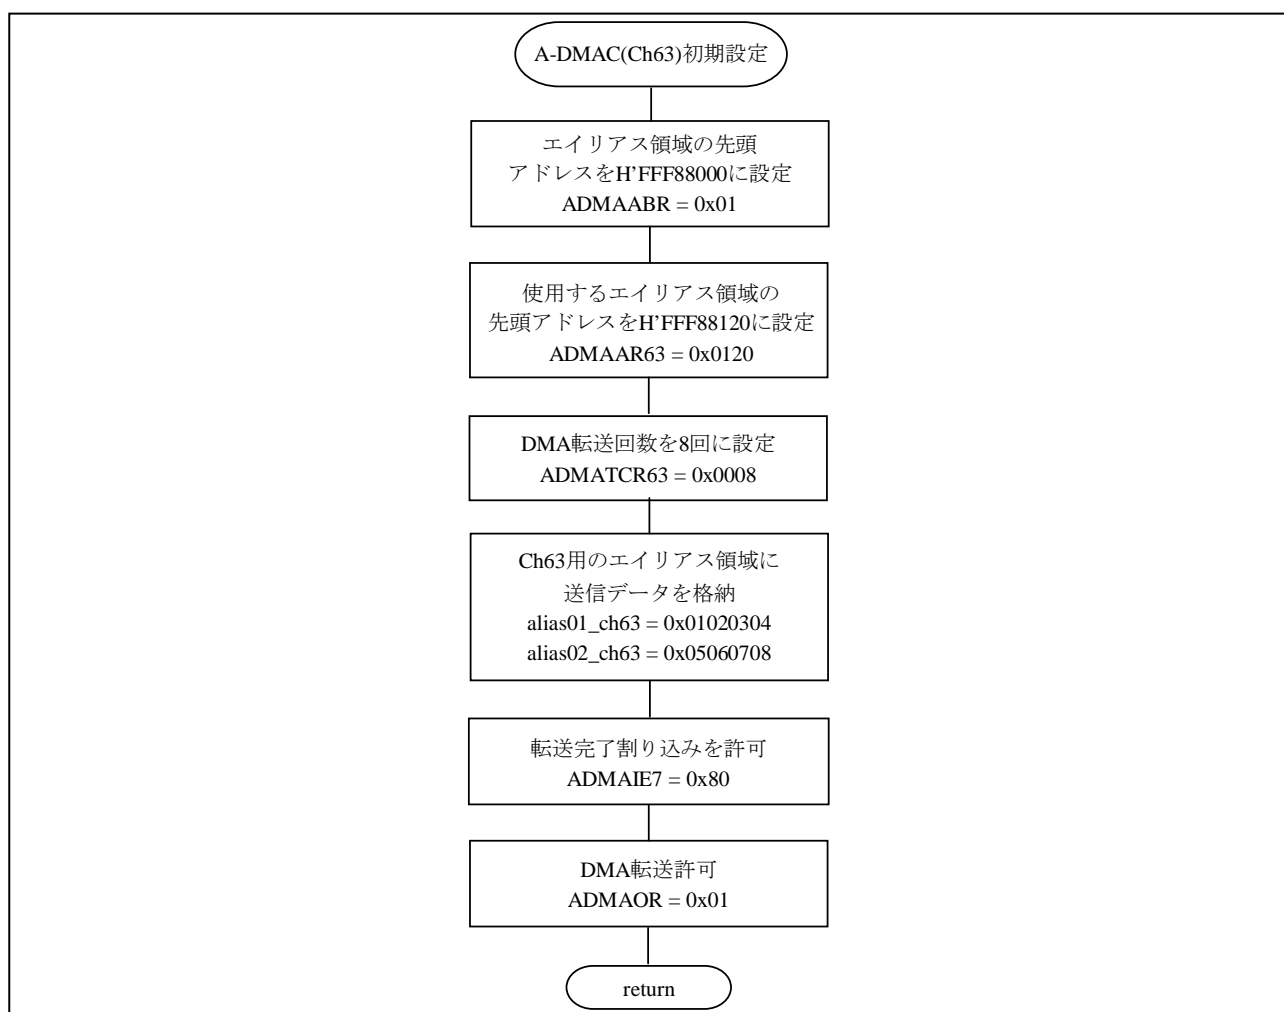 A-DMAC(Ch63)初期設定
エイリアス領域の先頭
アドレスをH’FFF88000に設定
ADMAABR = 0x01
使用するエイリアス領域の
先頭アドレスをH’FFF88120に設定
ADMAAR63 = 0x0120
DMA転送回数を8回に設定
ADMATCR63 = 0x0008
Ch63用のエイリアス領域に
送信データを格納
alias01_ch63 = 0x01020304
alias02_ch63 = 0x05060708
転送完了割り込みを許可
ADMAIE7 = 0x80
DMA転送許可
ADMAOR = 0x01
return